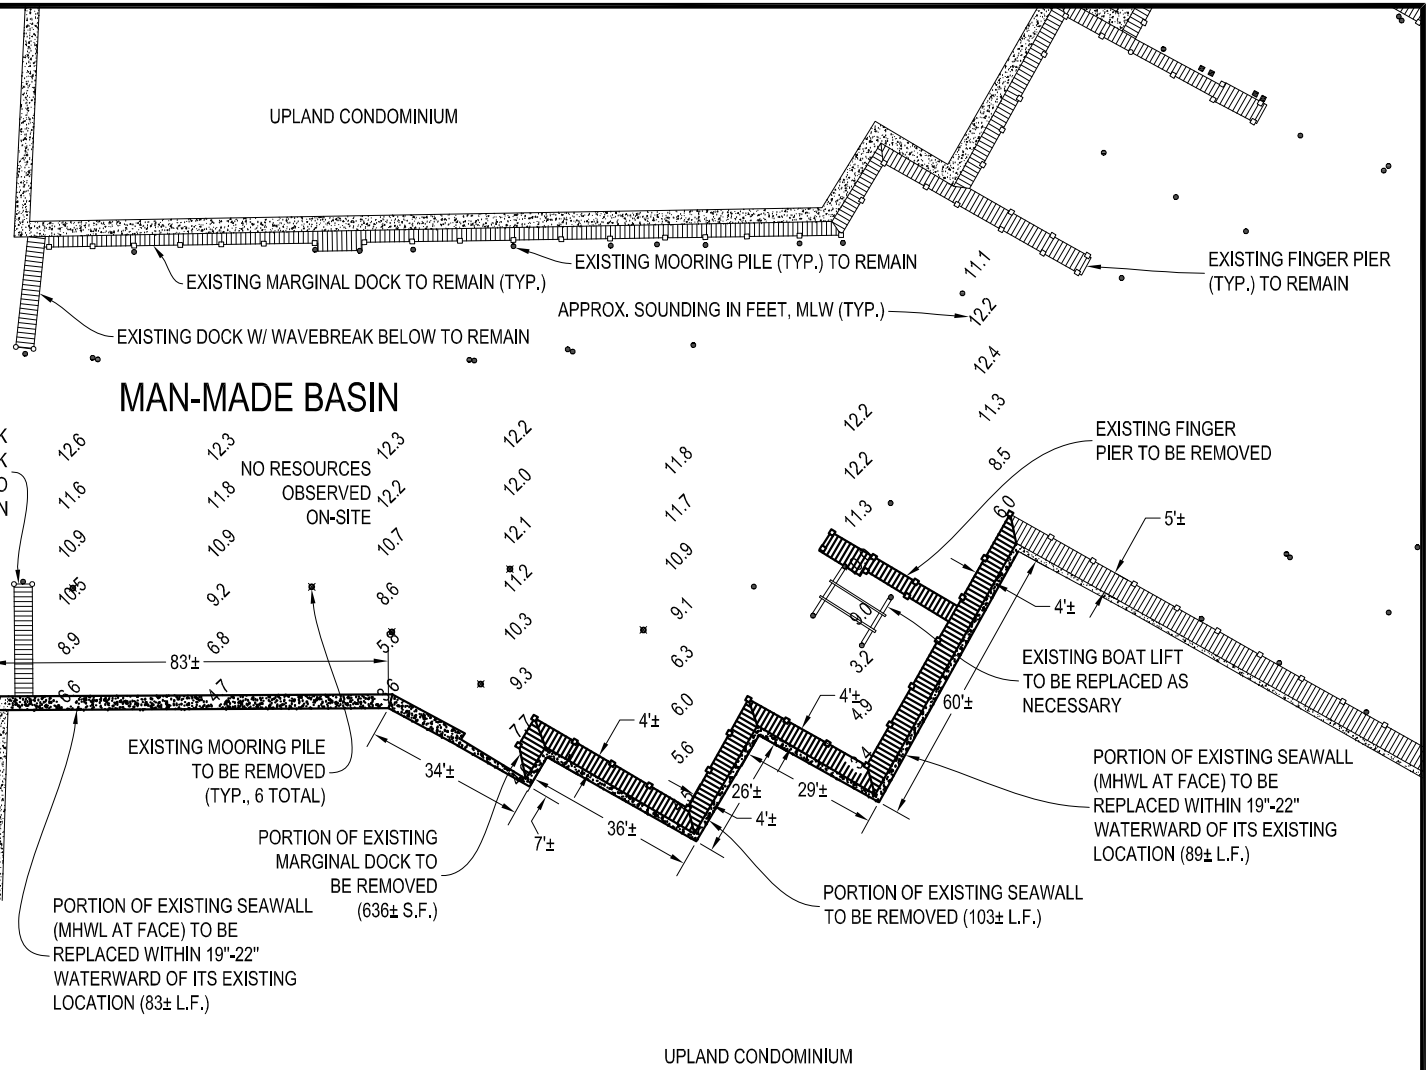 UPLAND CONDOMINIUM
EXISTING MARGINAL DOCK TO REMAIN (TYP.)
EXISTING MOORING PILE (TYP.) TO REMAIN
11.1
EXISTING FINGER PIER
(TYP.) TO REMAIN
APPROX. SOUNDING IN FEET, MLW (TYP.)
12.2
EXISTING DOCK W/ WAVEBREAK BELOW TO REMAIN
12.4
MAN-MADE BASIN
11.3
8.5
6.0
K
K
O
N
12.6
11.6
10.9
10.5
8.9
6.6
12.3
11.8
10.9
9.2
6.8
4.7
NO RESOURCES
OBSERVED
ON-SITE
12.3
12.2
10.7
8.6
5.8
12.2
12.0
12.1
11.2
10.3
9.3
7.7
11.8
11.7
10.9
9.1
6.3
6.0
5.6
12.2
12.2
11.3
9.0
3.2
4.9
EXISTING FINGER
PIER TO BE REMOVED
5'±
4'±
EXISTING BOAT LIFT
TO BE REPLACED AS
NECESSARY
60'±
83'±
4'±
4'±
34'±
7'±
36'±
26'±
4'±
29'±
EXISTING MOORING PILE
TO BE REMOVED
(TYP., 6 TOTAL)
PORTION OF EXISTING
MARGINAL DOCK TO
BE REMOVED
(636± S.F.)
PORTION OF EXISTING SEAWALL
(MHWL AT FACE) TO BE
REPLACED WITHIN 19"-22"
WATERWARD OF ITS EXISTING
LOCATION (89± L.F.)
PORTION OF EXISTING SEAWALL
TO BE REMOVED (103± L.F.)
PORTION OF EXISTING SEAWALL
(MHWL AT FACE) TO BE
REPLACED WITHIN 19"-22"
WATERWARD OF ITS EXISTING
LOCATION (83± L.F.)
UPLAND CONDOMINIUM